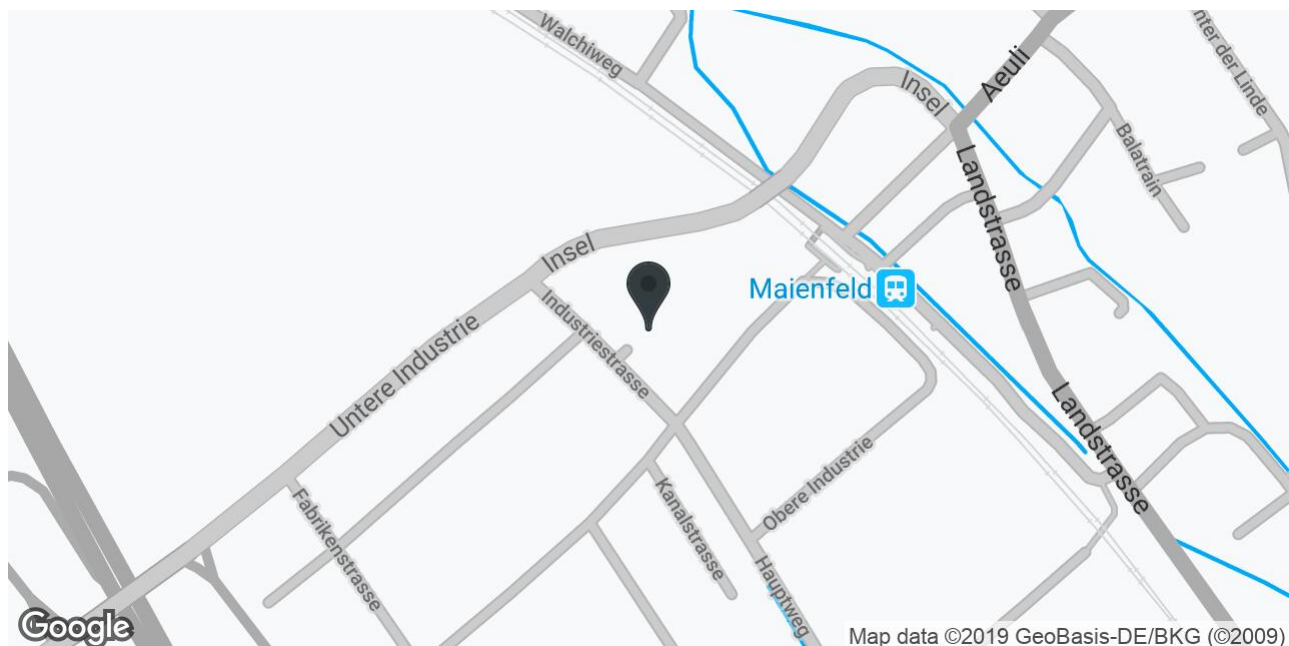 Walchiweg
Insel
Aeuli
nter der Linde
Balatrain
Landstrasse
Insel
Maienfeld
Industriestrasse
Untere Industrie
Landstrasse
Obere Industrie
Kanalstrasse
Fabrikenstrasse
Hauptweg
Google
Map data ©2019 GeoBasis-DE/BKG (©2009)